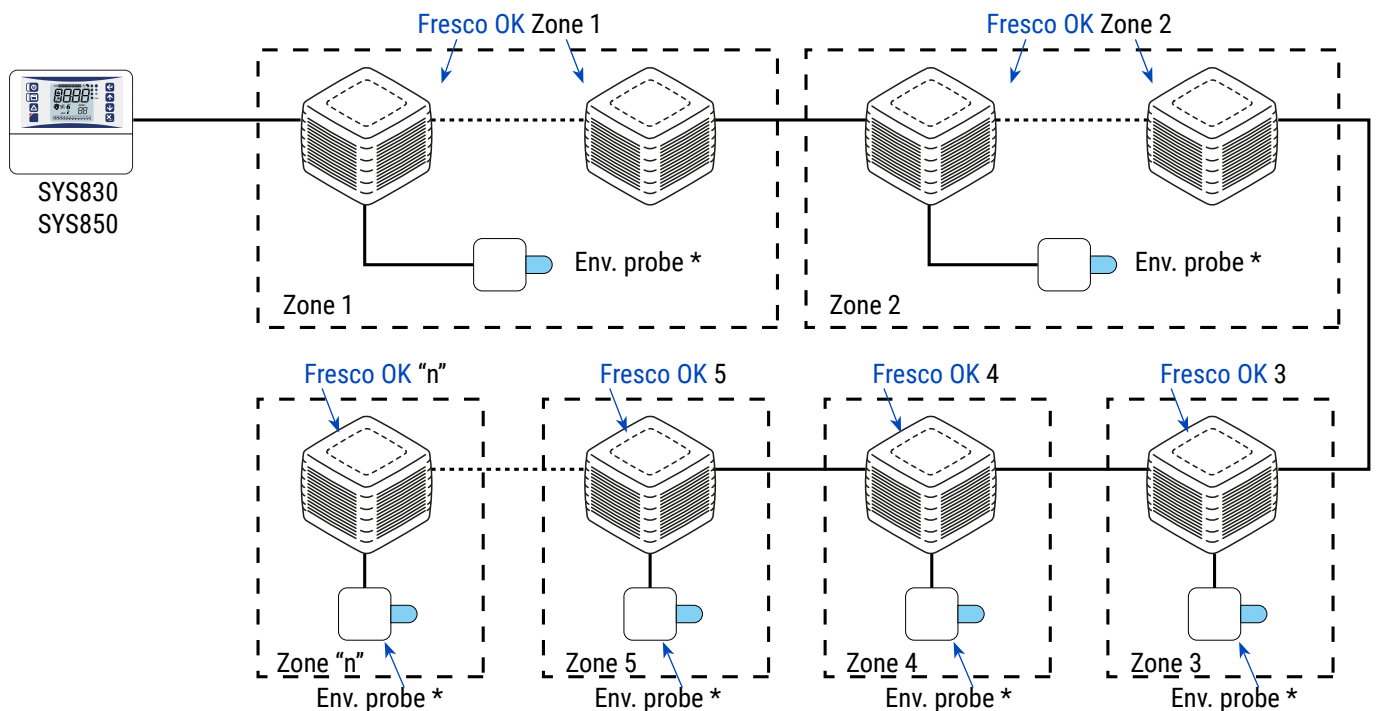 Fresco OK Zone 1
Fresco OK Zone 2
SYS830
SYS850
Env. probe *
Env. probe *
Zone 1
Zone 2
Fresco OK “n”
Fresco OK 5
Fresco OK 4
Fresco OK 3
Zone “n”
Zone 5
Zone 4
Zone 3
Env. probe *
Env. probe *
Env. probe *
Env. probe *